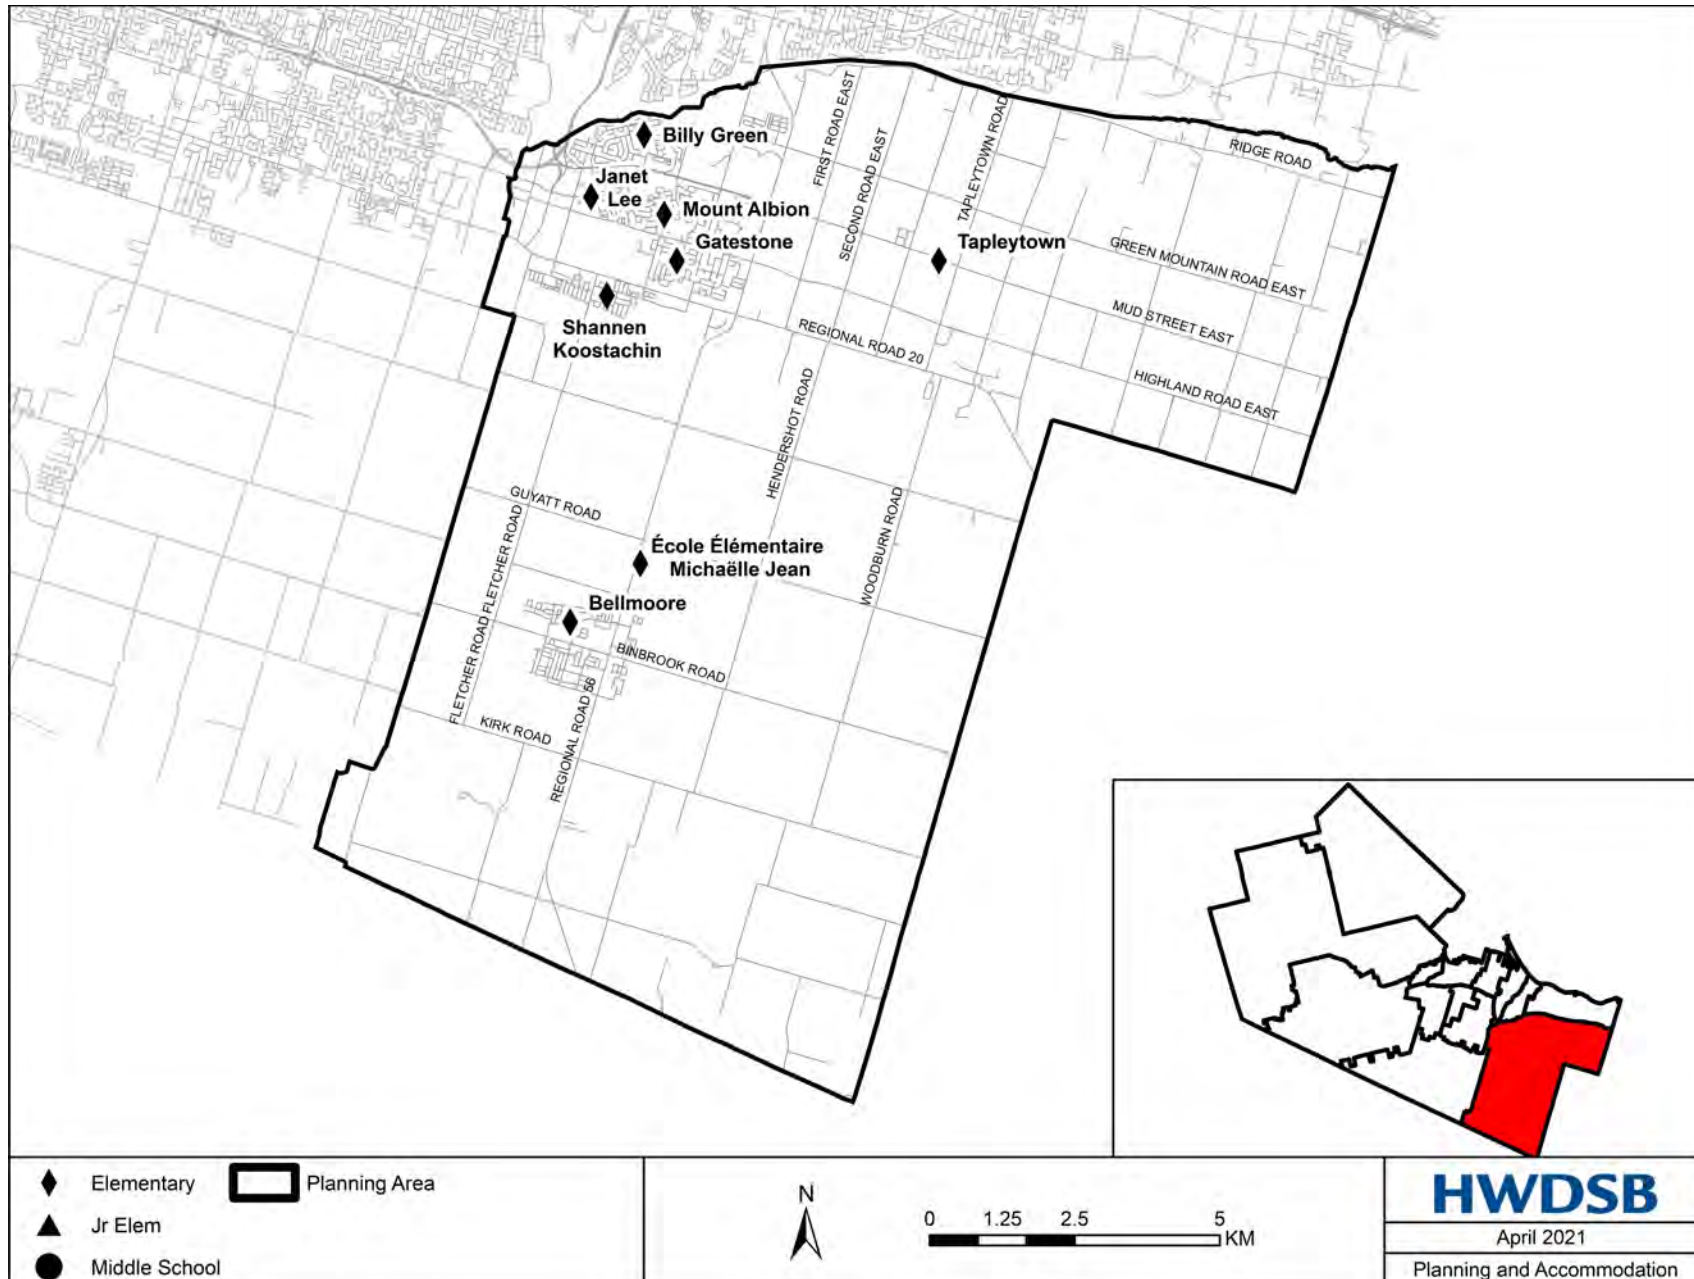 Billy Green
Janet
Lee
Mount Albion
Gatestone
Tapleytown
Shannen
Koostachin
FIRST ROAD EAST
SECOND ROAD EAST
TAPLEYTOWN ROAD
RIDGE ROAD
GREEN MOUNTAIN ROAD EAST
MUD STREET EAST
REGIONAL ROAD 20
HIGHLAND ROAD EAST
HENDERSHOT ROAD
WOODBURN ROAD
GUYATT ROAD
FLETCHER ROAD
FLETCHER ROAD
École Élémentaire
Michaëlle Jean
Bellmoore
BINBROOK ROAD
KIRK ROAD
REGIONAL ROAD 56
Elementary
Planning Area
Jr Elem
Middle School
N
0 1.25 2.5 5
KM
HWDSB
April 2021
Planning and Accommodation